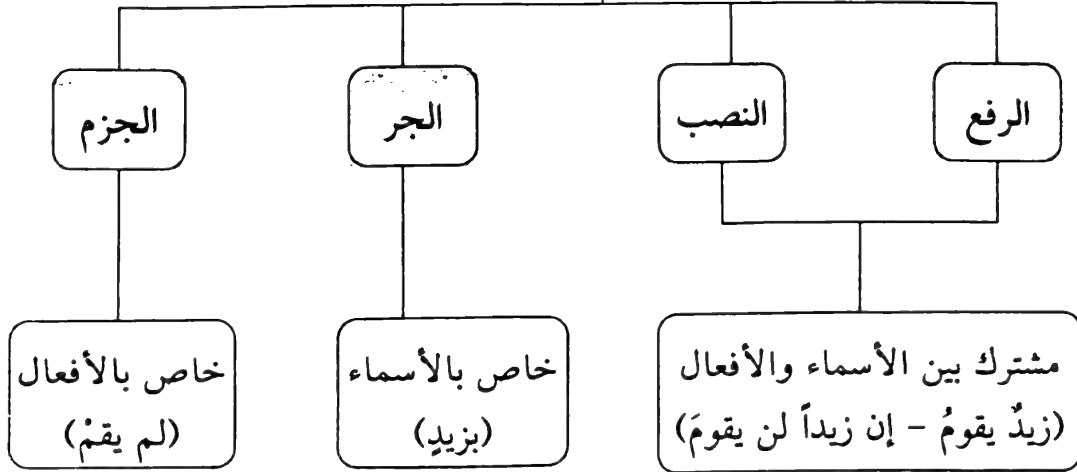 الرفع
النصب
الجر
الجزم
مشترك بين الأسماء والأفعال
(زيدٌ يقومُ - إن زيداً لن يقومَ)
خاص بالأسماء
(بزيدٍ)
خاص بالأفعال
(لم يقمْ)